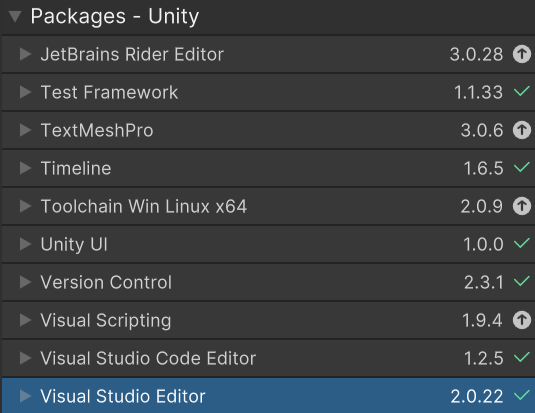 Packages - Unity
JetBrains Rider Editor 3.0.28
Test Framework 1.1.33
TextMeshPro 3.0.6
Timeline 1.6.5
Toolchain Win Linux x64 2.0.9
Unity UI 1.0.0
Version Control 2.3.1
Visual Scripting 1.9.4
Visual Studio Code Editor 1.2.5
Visual Studio Editor 2.0.22